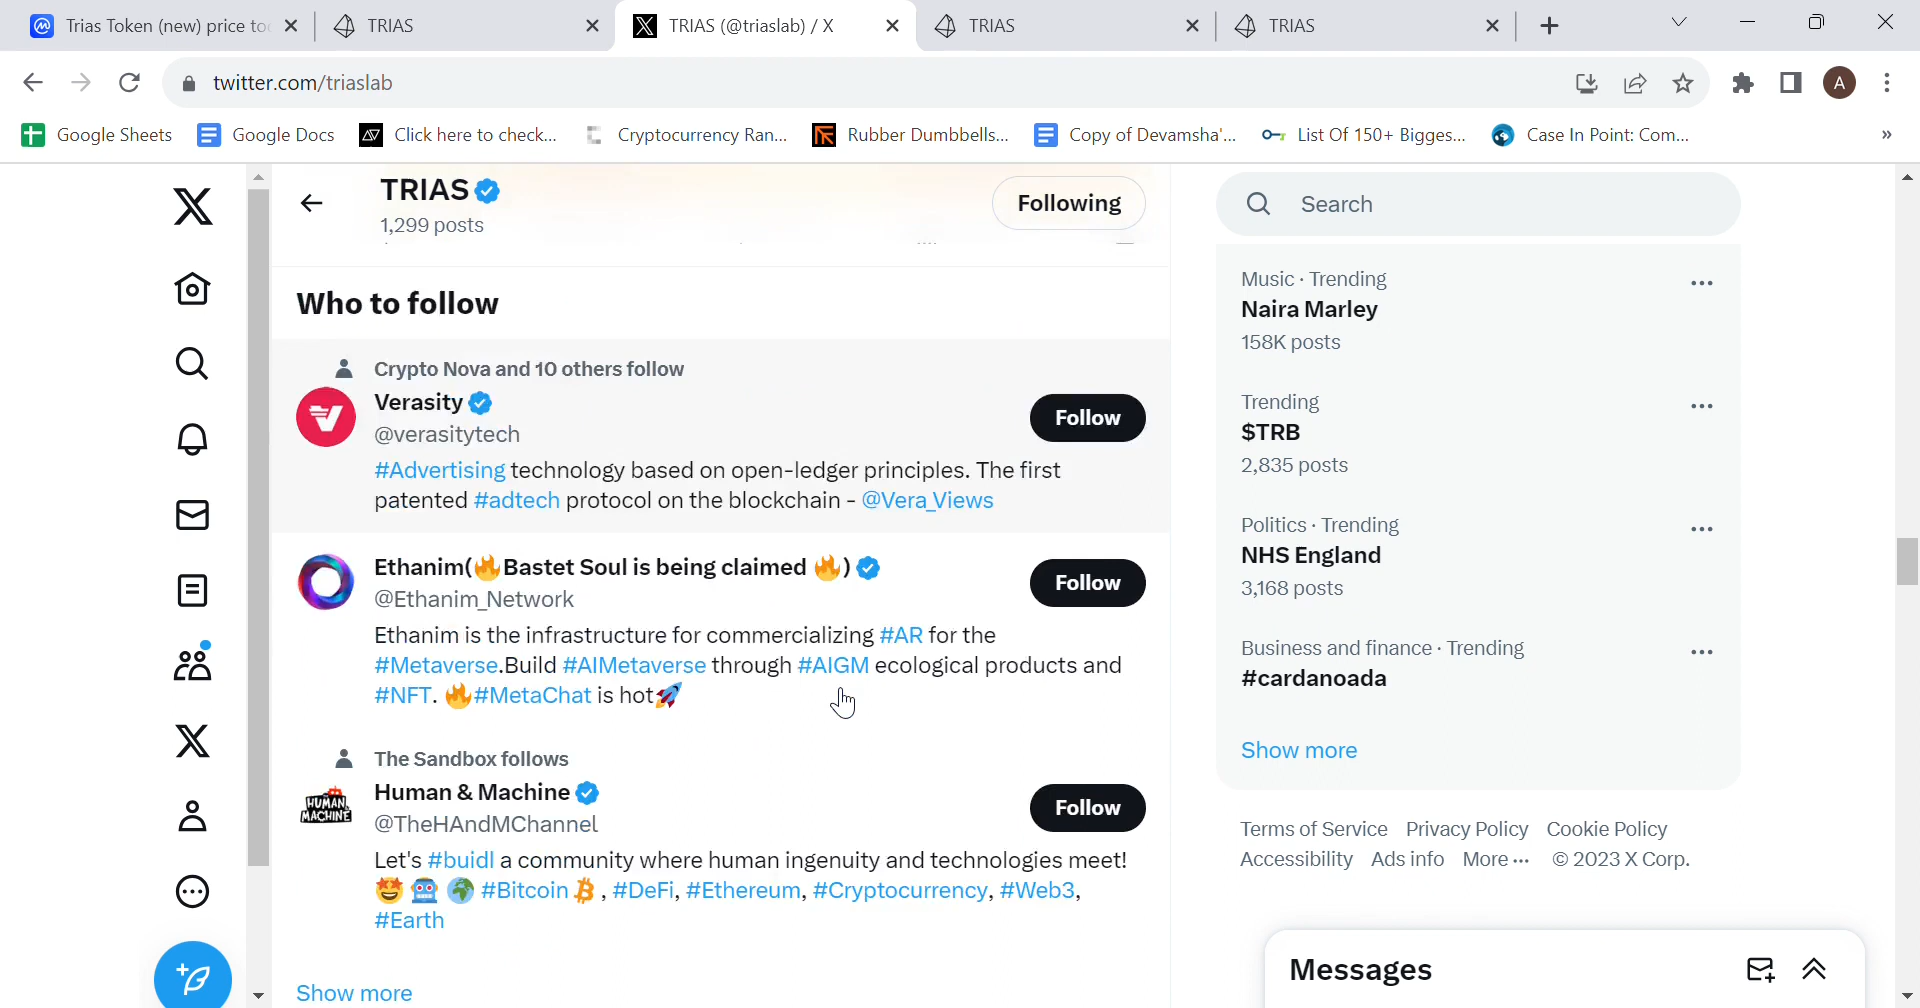 Trias Token (new) price to
TRIAS
TRIAS (@triaslab) / X
TRIAS
TRIAS
twitter.com/triaslab
A
Google Sheets
Google Docs
Click here to check...
Cryptocurrency Ran...
Rubber Dumbbells...
Copy of Devamsha'...
List Of 150+ Bigges...
Case In Point: Com...
»
TRIAS
1,299 posts
Following
Search
Who to follow
Crypto Nova and 10 others follow
Verasity
@verasitytech
Follow
#Advertising technology based on open-ledger principles. The first
patented #adtech protocol on the blockchain - @Vera_Views
Ethanim(🔥Bastet Soul is being claimed 🔥)
@Ethanim_Network
Follow
Ethanim is the infrastructure for commercializing #AR for the
#Metaverse.Build #AIMetaverse through #AIGM ecological products and
#NFT. 🔥#MetaChat is hot🚀
The Sandbox follows
HUMAN
MACHINE
Human & Machine
@TheHAndMChannel
Follow
Let's #buidl a community where human ingenuity and technologies meet!
🤩 🤖 🌍 #Bitcoin ₿, #DeFi, #Ethereum, #Cryptocurrency, #Web3,
#Earth
Show more
Music · Trending
Naira Marley
158K posts
Trending
$TRB
2,835 posts
Politics · Trending
NHS England
3,168 posts
Business and finance · Trending
#cardanoada
Show more
Terms of Service Privacy Policy Cookie Policy
Accessibility Ads info More ··· © 2023 X Corp.
Messages